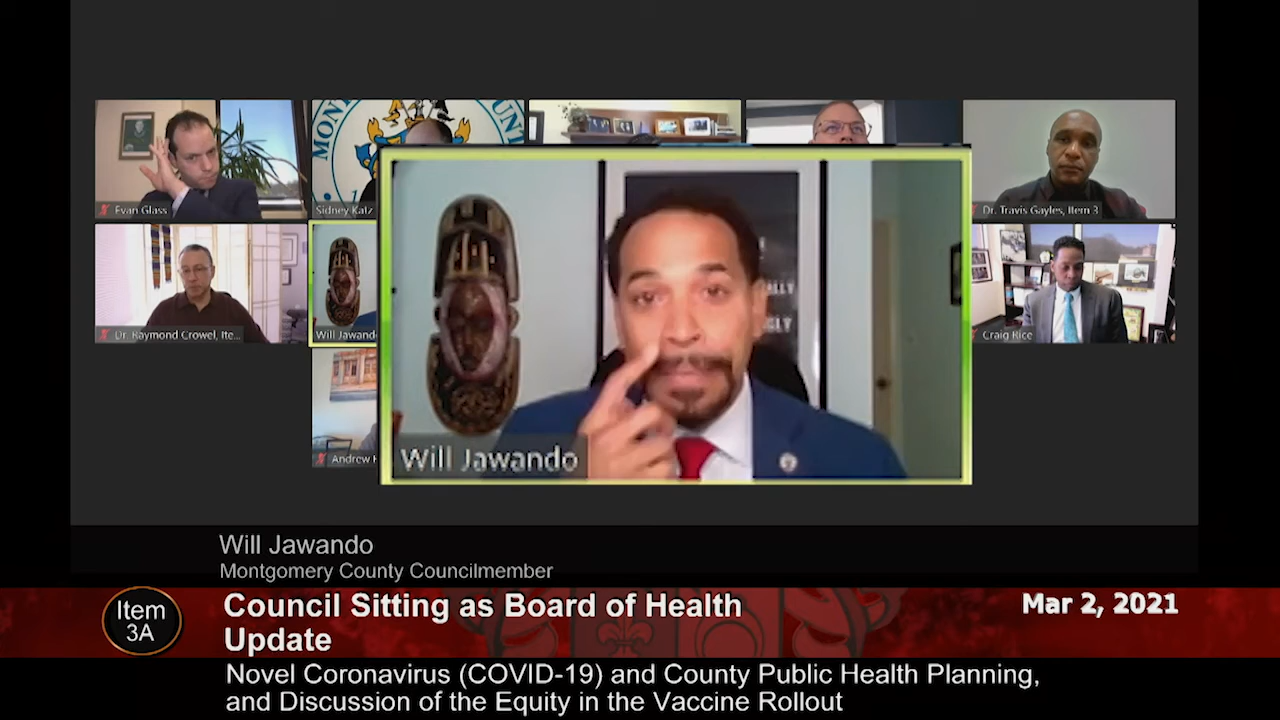 MON
UNT
Evan Glass
Sidney Katz
Dr. Travis Gayles, Item 3
Dr. Raymond Crowel, Ite...
Will Jawando
Craig Rice
Andrew
Will Jawando
Will Jawando
Montgomery County Councilmember
Item
3A
Council Sitting as Board of Health
Update
Mar 2, 2021
Novel Coronavirus (COVID-19) and County Public Health Planning,
and Discussion of the Equity in the Vaccine Rollout